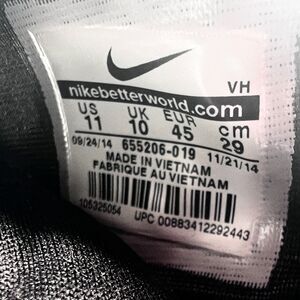 VH
nikebetterworld.com
US UK EUR cm
11 10 45 29
09/24/14 655206-019 11/21/14
MADE IN VIETNAM
FABRIQUE AU VIETNAM
105325054 UPC 00883412292443